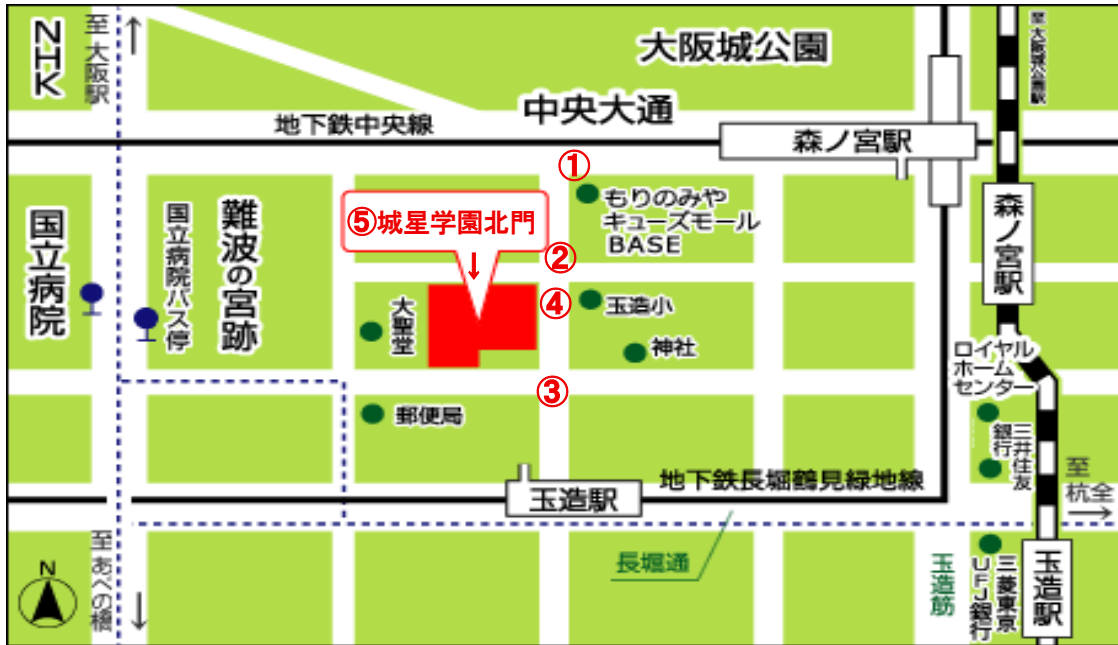 NHK
至大阪駅
↑
大阪城公園
至大阪城公園駅
中央大通
地下鉄中央線
森ノ宮駅
①
もりのみや
キューズモール
BASE
⑤城星学園北門
↓
②
国立病院
国立病院バス停
難波の宮跡
森ノ宮駅
大聖堂
④
玉造小
神社
ロイヤル
ホーム
センター
③
郵便局
三井住友
銀行
地下鉄長堀鶴見緑地線
玉造駅
至
杭全
→
長堀通
N
至あべの橋
↓
玉造筋
三菱東京
UFJ銀行
玉造駅